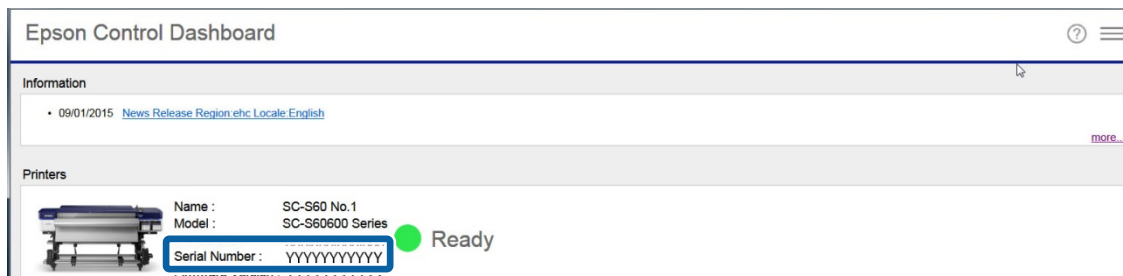 Epson Control Dashboard
Information
• 09/01/2015 News Release Region:ehc Locale:English
more..
Printers
Name : SC-S60 No.1
Model : SC-S60600 Series
Ready
Serial Number : YYYYYYYYYYY